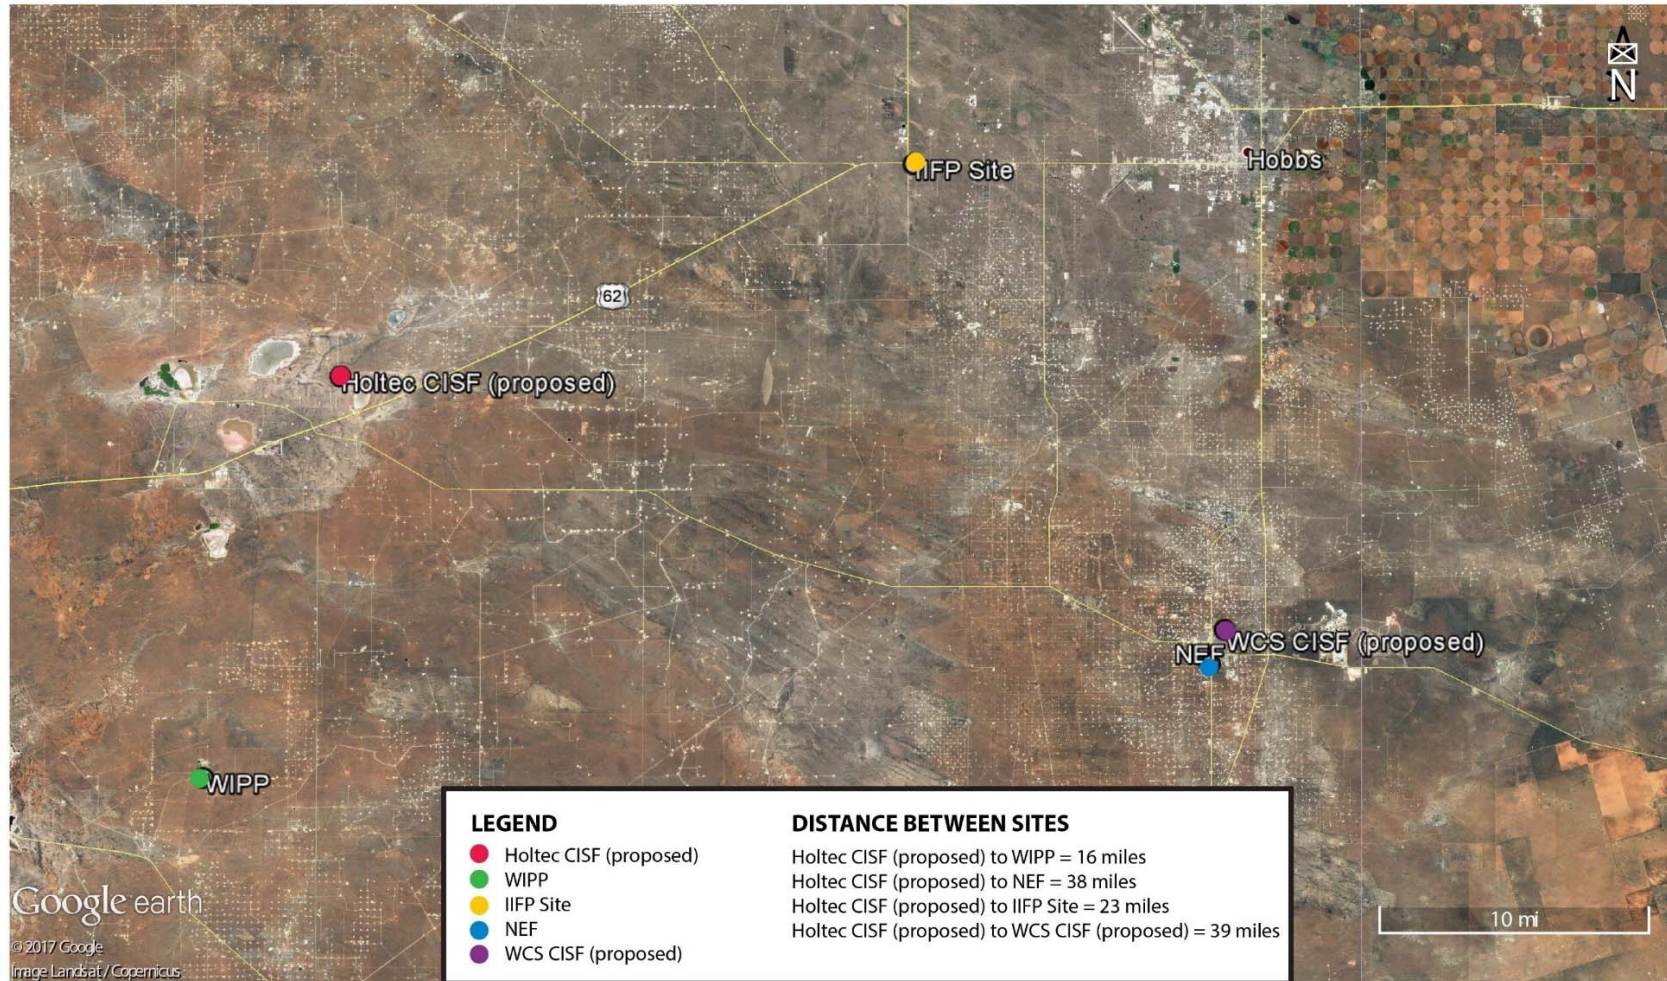 N
IIFP Site
Hobbs
62
Holtec CISF (proposed)
WCS CISF (proposed)
NEF
WIPP
LEGEND
Holtec CISF (proposed)
WIPP
IIFP Site
NEF
WCS CISF (proposed)
DISTANCE BETWEEN SITES
Holtec CISF (proposed) to WIPP = 16 miles
Holtec CISF (proposed) to NEF = 38 miles
Holtec CISF (proposed) to IIFP Site = 23 miles
Holtec CISF (proposed) to WCS CISF (proposed) = 39 miles
Google earth
© 2017 Google
Image Landsat / Copernicus
10 mi